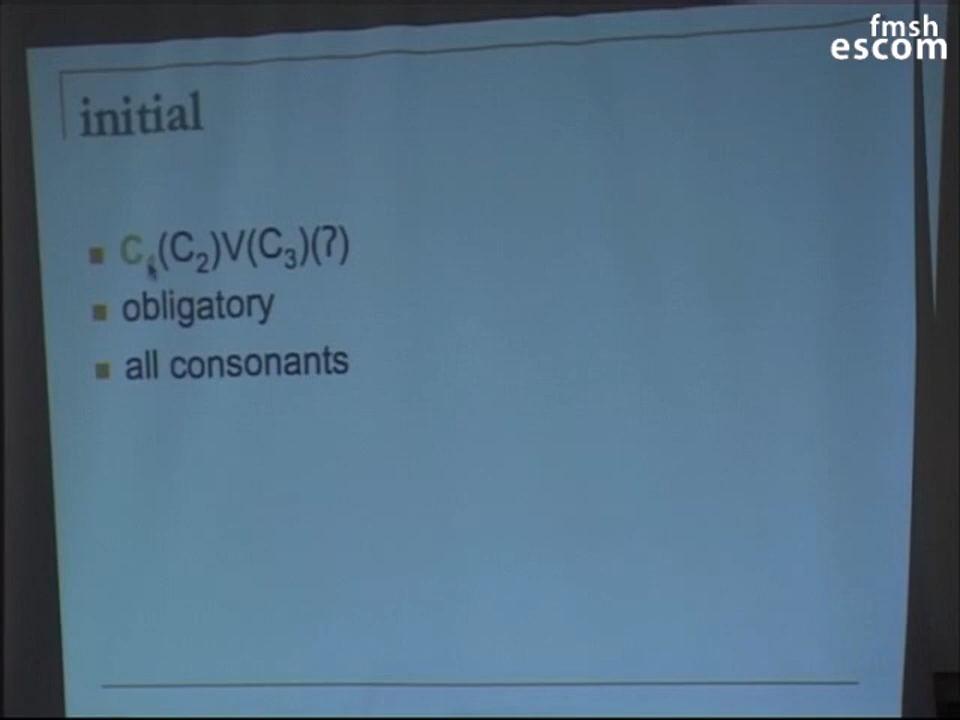 fmsh
escom
initial
C₁(C₂)V(C₃)(?)
obligatory
all consonants